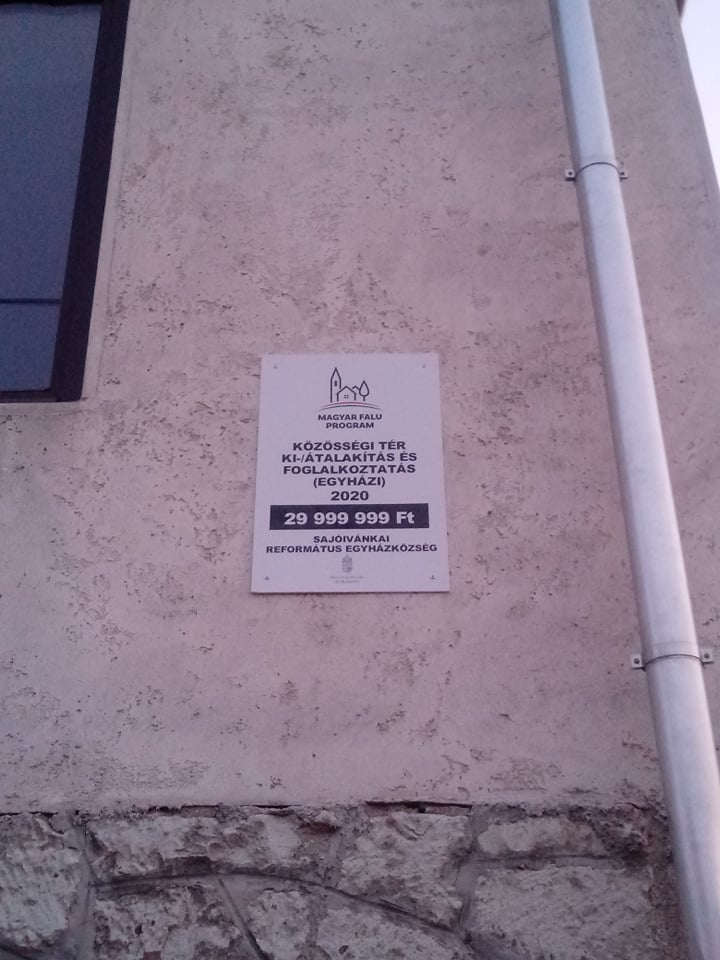 MAGYAR FALU
PROGRAM
KÖZÖSSÉGI TÉR
KI-/ÁTALAKÍTÁS ÉS
FOGLALKOZTATÁS
(EGYHÁZI)
2020
29 999 999 Ft
SAJÓIVÁNKAI
REFORMÁTUS EGYHÁZKÖZSÉG